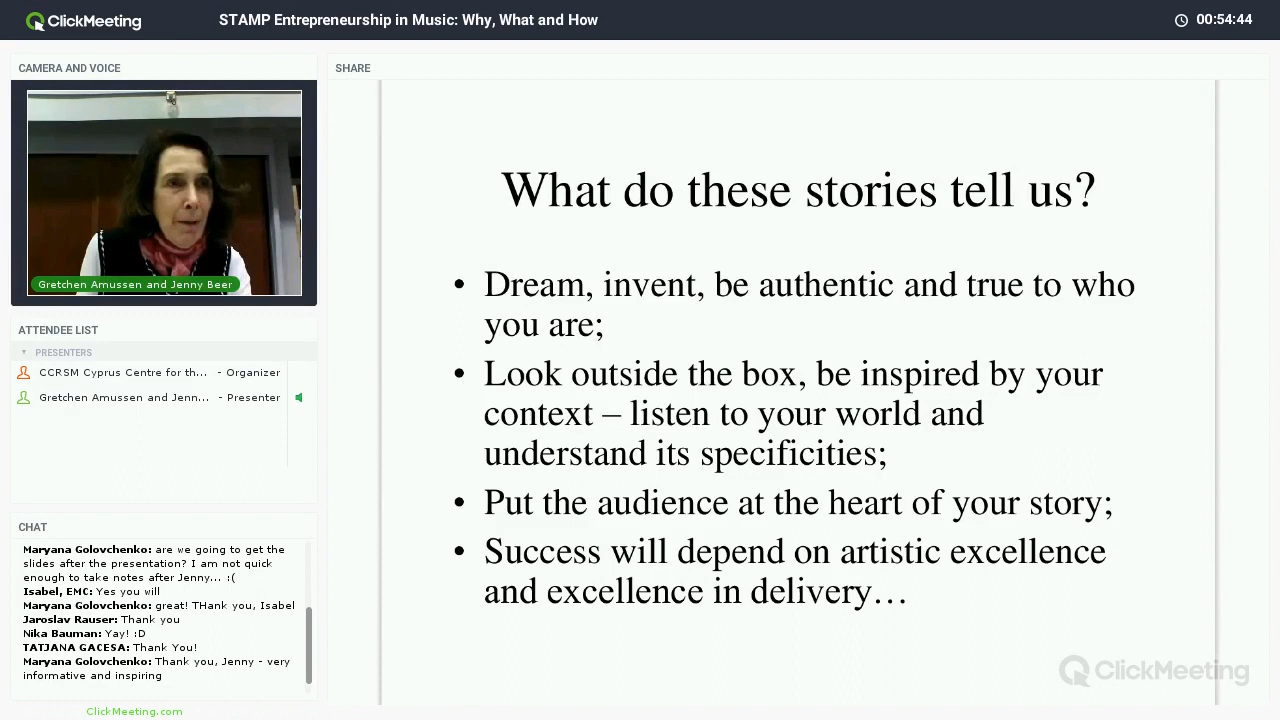 ClickMeeting
STAMP Entrepreneurship in Music: Why, What and How
00:54:44
CAMERA AND VOICE
Gretchen Amussen and Jenny Beer
ATTENDEE LIST
PRESENTERS
CCRSM Cyprus Centre for th... - Organizer
Gretchen Amussen and Jenn... - Presenter
CHAT
Maryana Golovchenko: are we going to get the
slides after the presentation? I am not quick
enough to take notes after Jenny... :(
Isabel, EMC: Yes you will
Maryana Golovchenko: great! THank you, Isabel
Jaroslav Rauser: Thank you
Nika Bauman: Yay! :D
TATJANA GACESA: Thank You!
Maryana Golovchenko: Thank you, Jenny - very
informative and inspiring
ClickMeeting.com
SHARE
What do these stories tell us?
• Dream, invent, be authentic and true to who
you are;
• Look outside the box, be inspired by your
context – listen to your world and
understand its specificities;
• Put the audience at the heart of your story;
• Success will depend on artistic excellence
and excellence in delivery…
ClickMeeting